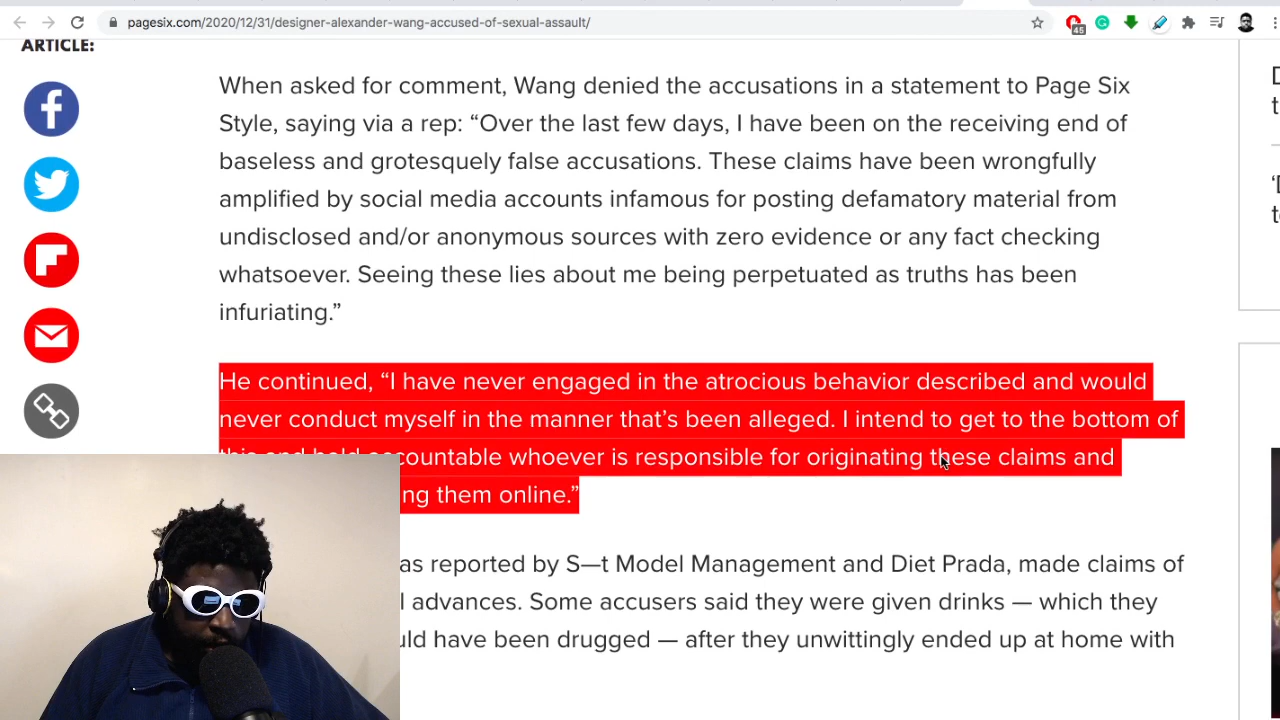 pagesix.com/2020/12/31/designer-alexander-wang-accused-of-sexual-assault/
45
ARTICLE:
When asked for comment, Wang denied the accusations in a statement to Page Six
Style, saying via a rep: “Over the last few days, I have been on the receiving end of
baseless and grotesquely false accusations. These claims have been wrongfully
amplified by social media accounts infamous for posting defamatory material from
undisclosed and/or anonymous sources with zero evidence or any fact checking
whatsoever. Seeing these lies about me being perpetuated as truths has been
infuriating.”
He continued, “I have never engaged in the atrocious behavior described and would
never conduct myself in the manner that’s been alleged. I intend to get to the bottom of
this and hold accountable whoever is responsible for originating these claims and
ng them online.”
as reported by S—t Model Management and Diet Prada, made claims of
l advances. Some accusers said they were given drinks — which they
uld have been drugged — after they unwittingly ended up at home with